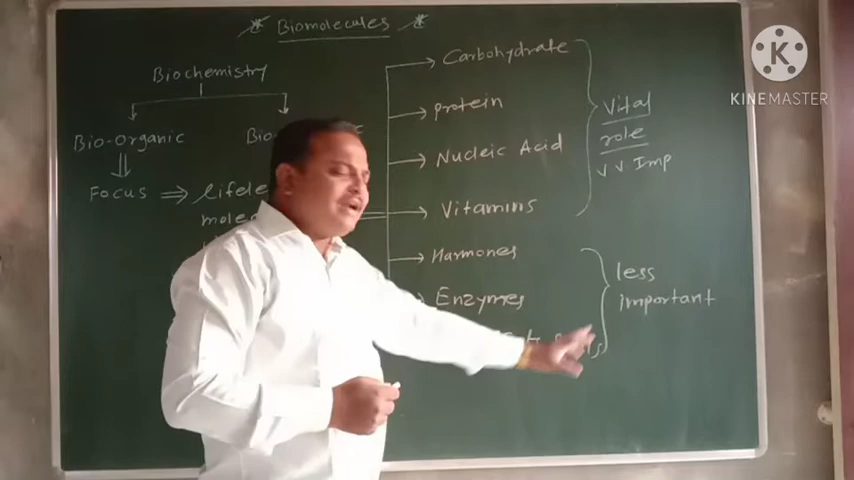 Biomolecules
Biochemistry
Bio-Organic
Focus ⇒ lifele
mole
Carbohydrate
protein
Nucleic Acid
Vitamins
Harmones
Enzymes
Vital
role
VV Imp
less
important
K
KINEMASTER